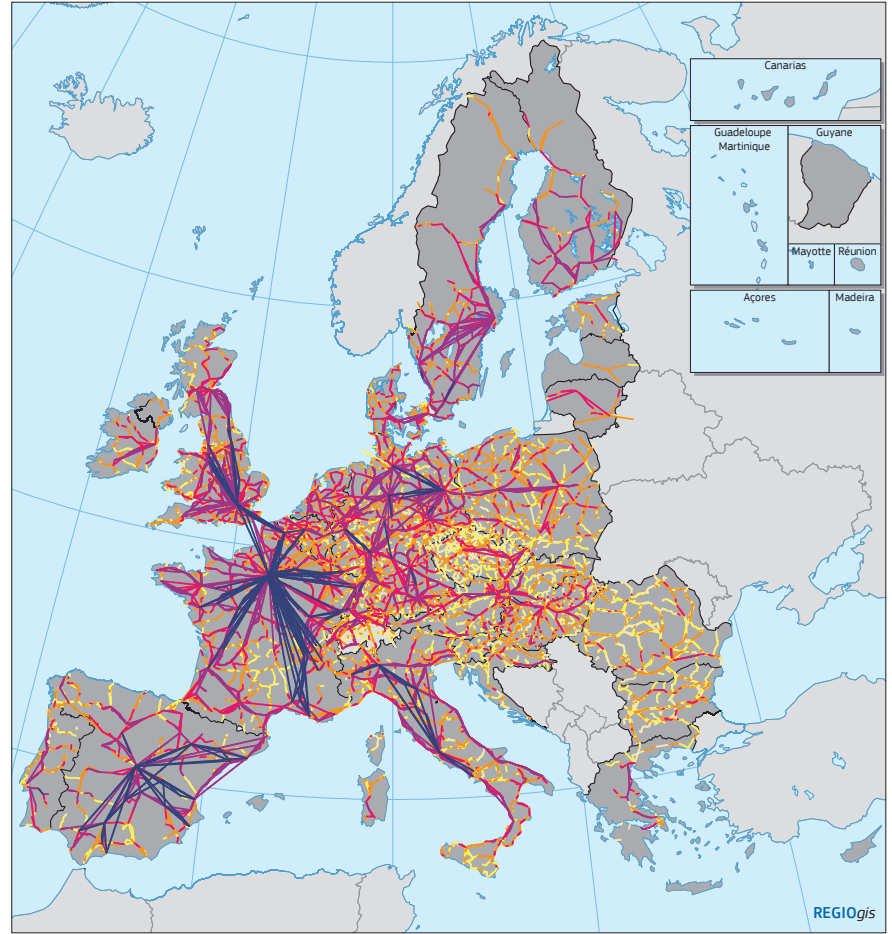 Canarias
Guadeloupe
Martinique
Guyane
Mayotte
Réunion
Açores
Madeira
REGIOgis